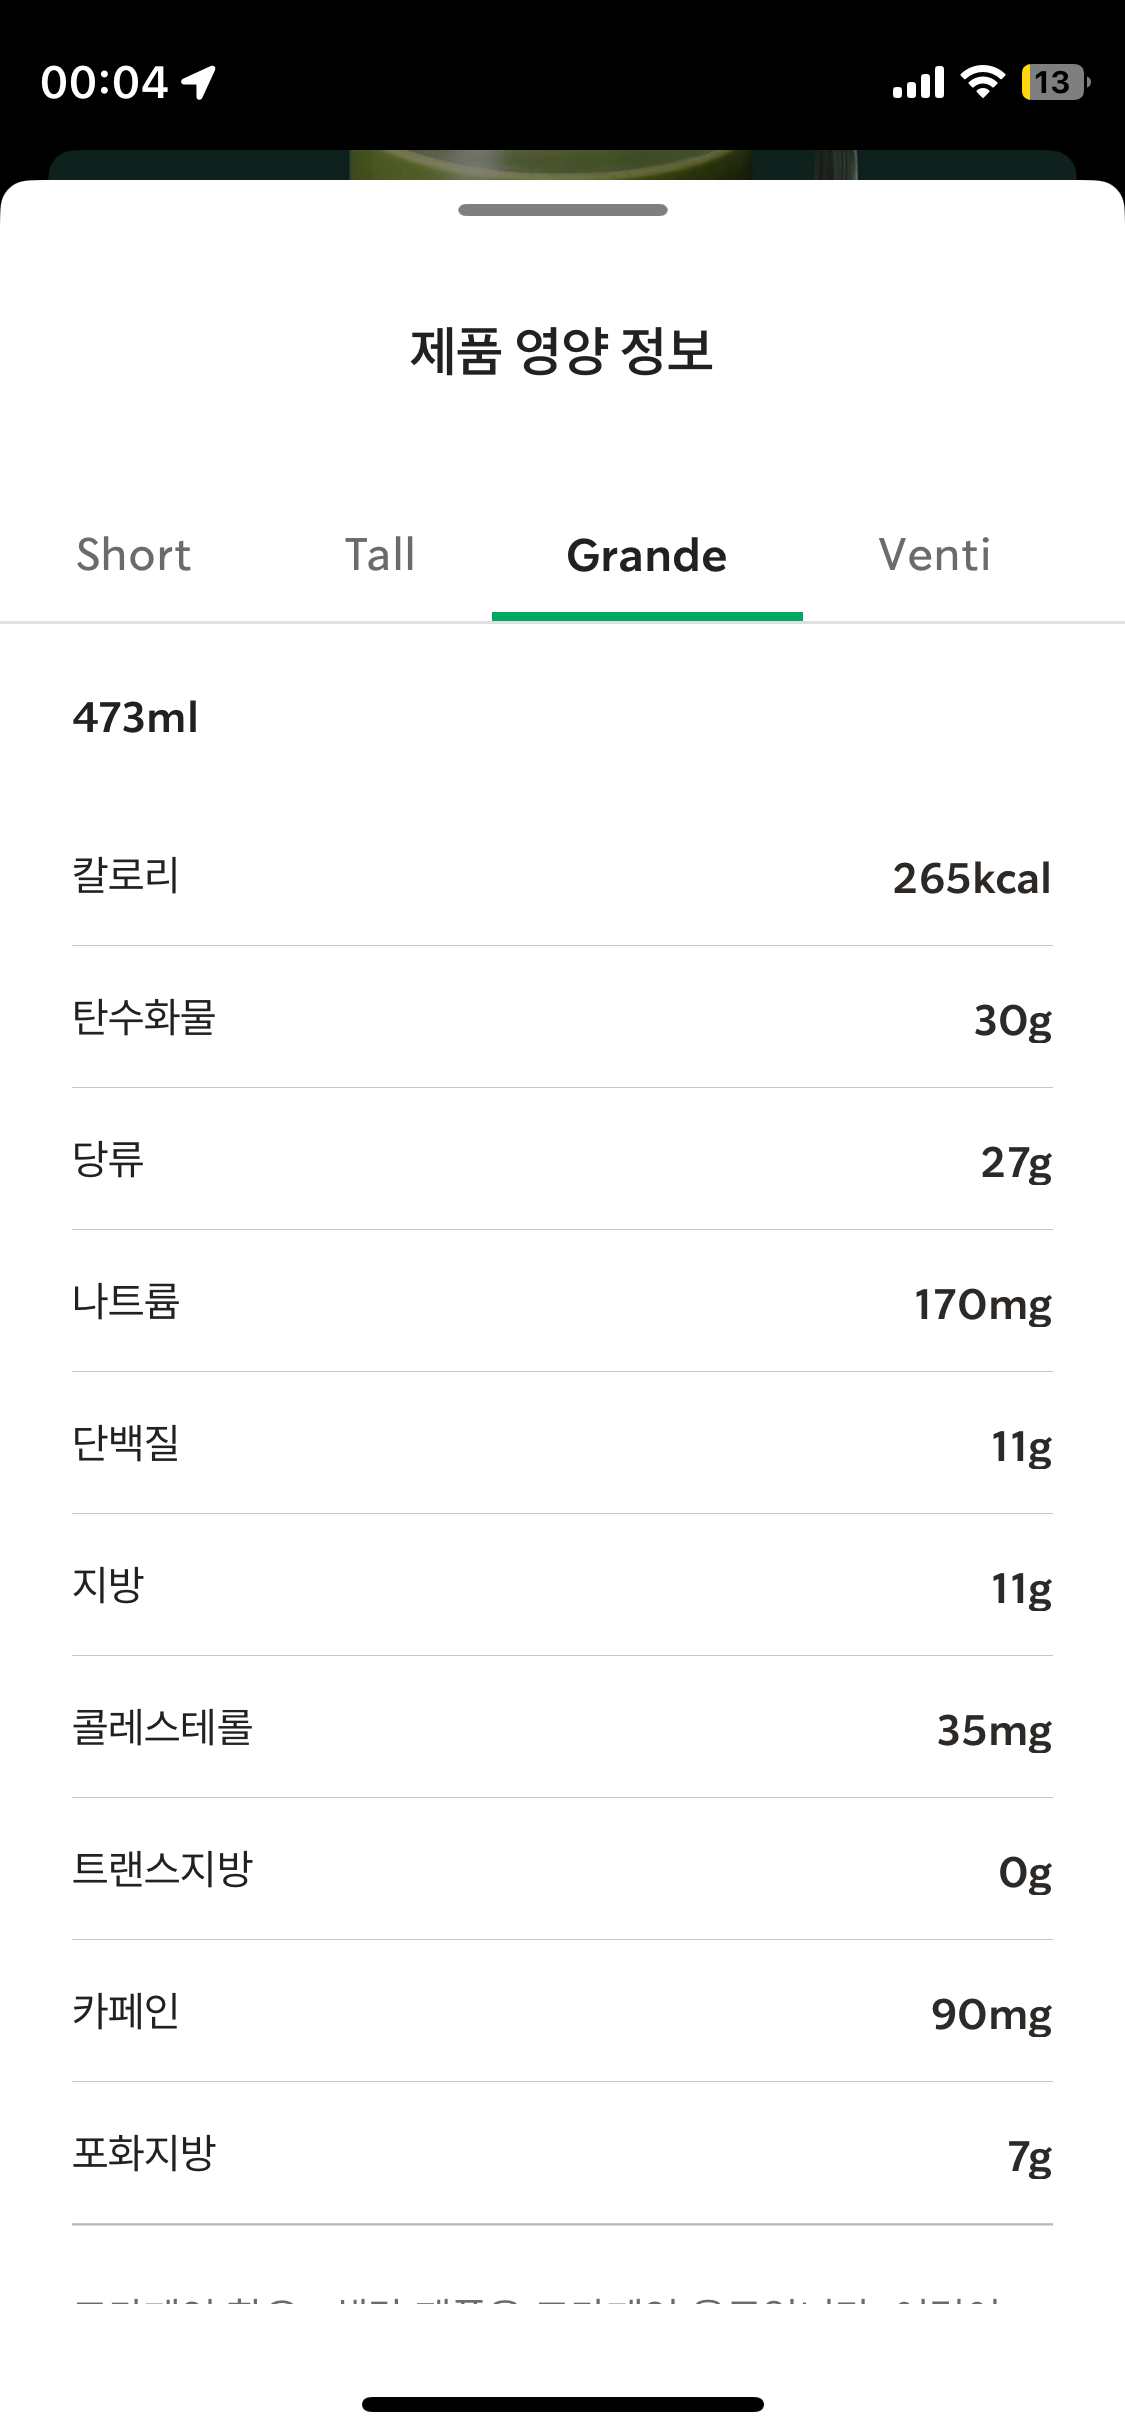 00:04
13
제품 영양 정보
Short Tall Grande Venti
473ml
칼로리 265kcal
탄수화물 30g
당류 27g
나트륨 170mg
단백질 11g
지방 11g
콜레스테롤 35mg
트랜스지방 0g
카페인 90mg
포화지방 7g